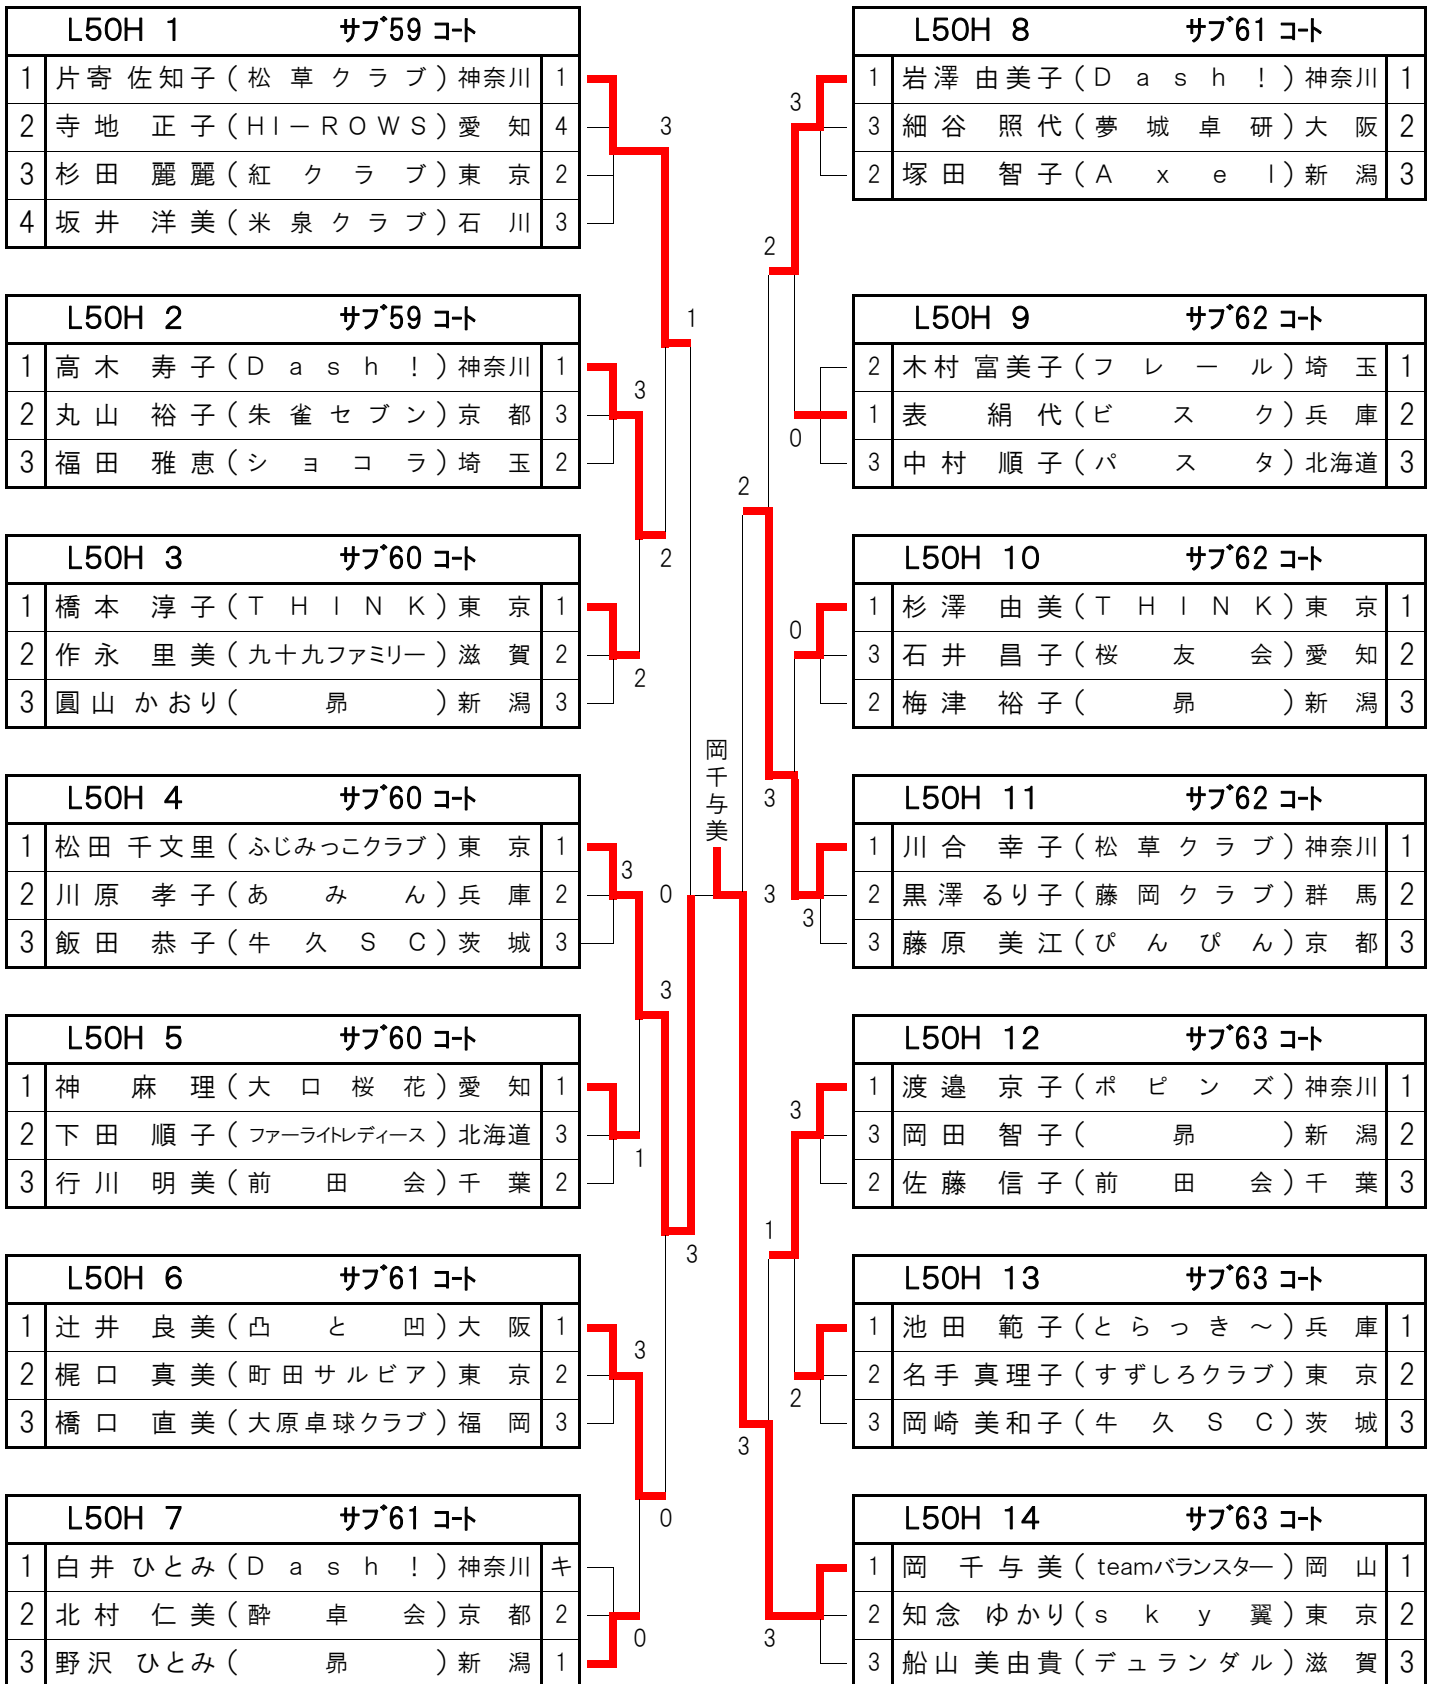 L50H 1 サブ59 コート
1 片寄 佐知子 (松草クラブ) 神奈川 1
2 寺地 正子 (HI－ROWS) 愛知 4
3 杉田 麗麗 (紅クラブ) 東京 2
4 坂井 洋美 (米泉クラブ) 石川 3
L50H 2 サブ59 コート
1 高木 寿子 (Dash!) 神奈川 1
2 丸山 裕子 (朱雀セブン) 京都 3
3 福田 雅恵 (ショコラ) 埼玉 2
L50H 3 サブ60 コート
1 橋本 淳子 (THINK) 東京 1
2 作永 里美 (九十九ファミリー) 滋賀 2
3 圓山 かおり (昴) 新潟 3
L50H 4 サブ60 コート
1 松田 千文里 (ふじみっこクラブ) 東京 1
2 川原 孝子 (あみん) 兵庫 2
3 飯田 恭子 (牛久SC) 茨城 3
L50H 5 サブ60 コート
1 神 麻理 (大口桜花) 愛知 1
2 下田 順子 (ファーライトレディース) 北海道 3
3 行川 明美 (前田会) 千葉 2
L50H 6 サブ61 コート
1 辻井 良美 (凸と凹) 大阪 1
2 梶口 真美 (町田サルビア) 東京 2
3 橋口 直美 (大原卓球クラブ) 福岡 3
L50H 7 サブ61 コート
1 白井 ひとみ (Dash!) 神奈川 キ
2 北村 仁美 (酔卓会) 京都 2
3 野沢 ひとみ (昴) 新潟 1
3
3
2
2
1
3
1
3
3
0
0
0
3
岡千与美
3
2
3
2
0
0
3
3
3
2
1
3
3
L50H 8 サブ61 コート
1 岩澤 由美子 (Dash!) 神奈川 1
3 細谷 照代 (夢城卓研) 大阪 2
2 塚田 智子 (Axel) 新潟 3
L50H 9 サブ62 コート
2 木村 富美子 (フレール) 埼玉 1
1 表 絹代 (ビスク) 兵庫 2
3 中村 順子 (パスタ) 北海道 3
L50H 10 サブ62 コート
1 杉澤 由美 (THINK) 東京 1
3 石井 昌子 (桜友会) 愛知 2
2 梅津 裕子 (昴) 新潟 3
L50H 11 サブ62 コート
1 川合 幸子 (松草クラブ) 神奈川 1
2 黒澤 るり子 (藤岡クラブ) 群馬 2
3 藤原 美江 (ぴんぴん) 京都 3
L50H 12 サブ63 コート
1 渡邉 京子 (ポピンズ) 神奈川 1
3 岡田 智子 (昴) 新潟 2
2 佐藤 信子 (前田会) 千葉 3
L50H 13 サブ63 コート
1 池田 範子 (とらっき～) 兵庫 1
2 名手 真理子 (すずしろクラブ) 東京 2
3 岡崎 美和子 (牛久SC) 茨城 3
L50H 14 サブ63 コート
1 岡 千与美 (teamバランスター) 岡山 1
2 知念 ゆかり (sky翼) 東京 2
3 船山 美由貴 (デュランダル) 滋賀 3